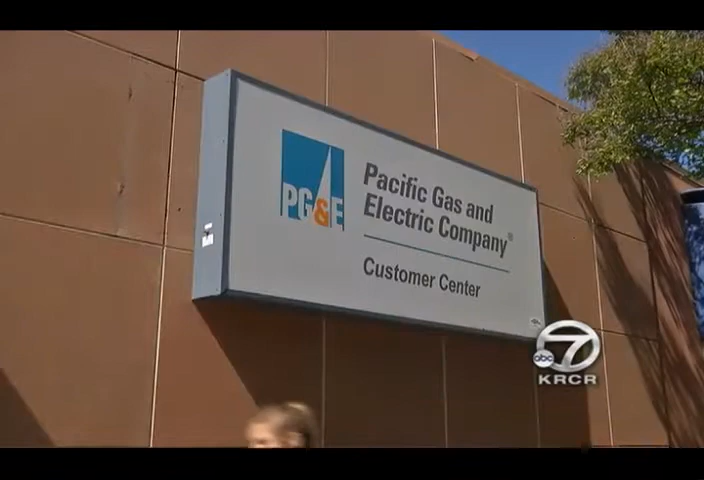 PG&E
Pacific Gas and
Electric Company®
Customer Center
abc 7
KRCR